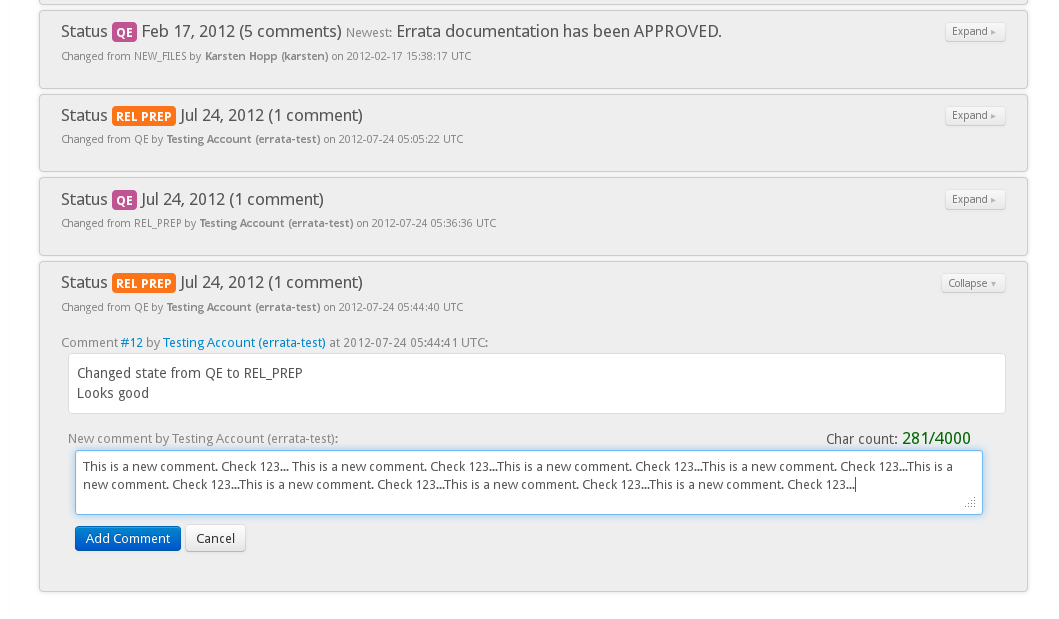 Status QE Feb 17, 2012 (5 comments) Newest: Errata documentation has been APPROVED. Expand ▸
Changed from NEW_FILES by Karsten Hopp (karsten) on 2012-02-17 15:38:17 UTC
Status REL PREP Jul 24, 2012 (1 comment) Expand ▸
Changed from QE by Testing Account (errata-test) on 2012-07-24 05:05:22 UTC
Status QE Jul 24, 2012 (1 comment) Expand ▸
Changed from REL_PREP by Testing Account (errata-test) on 2012-07-24 05:36:36 UTC
Status REL PREP Jul 24, 2012 (1 comment) Collapse ▾
Changed from QE by Testing Account (errata-test) on 2012-07-24 05:44:40 UTC
Comment #12 by Testing Account (errata-test) at 2012-07-24 05:44:41 UTC:
Changed state from QE to REL_PREP
Looks good
New comment by Testing Account (errata-test): Char count: 281/4000
This is a new comment. Check 123... This is a new comment. Check 123...This is a new comment. Check 123...This is a new comment. Check 123...This is a
new comment. Check 123...This is a new comment. Check 123...This is a new comment. Check 123...This is a new comment. Check 123...
Add Comment Cancel